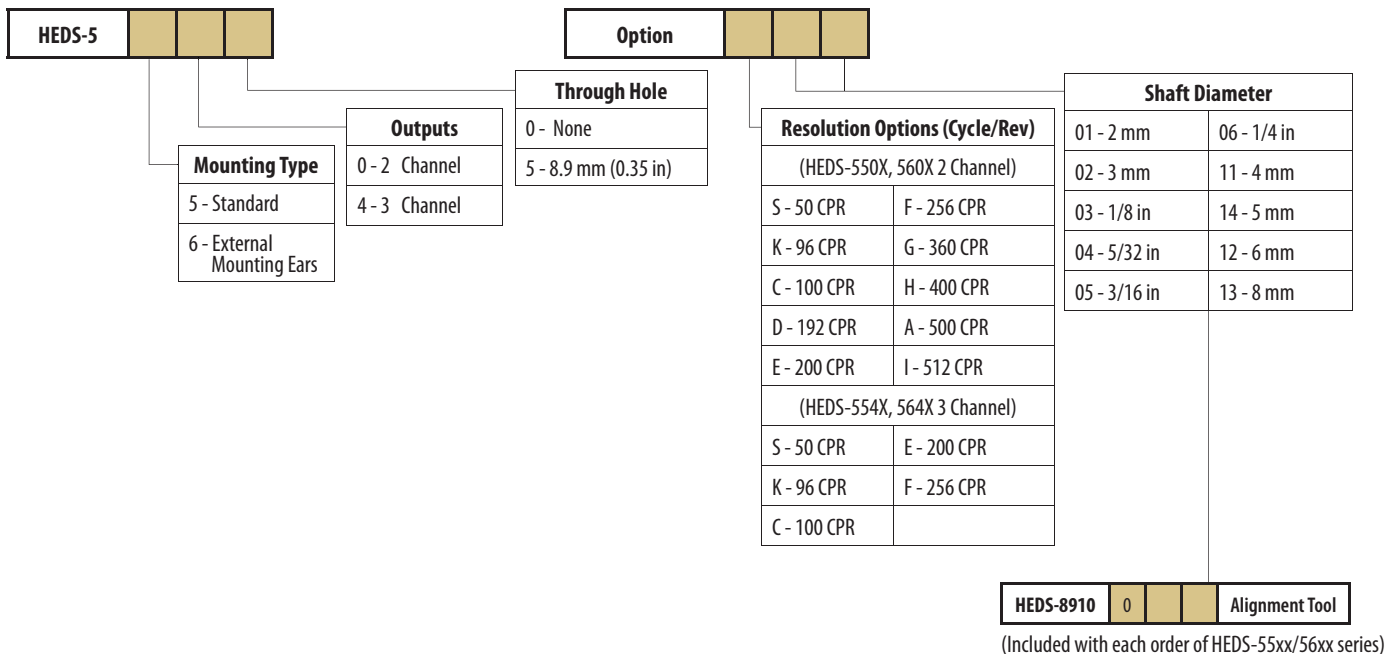 HEDS-5
Option
Mounting Type
5 - Standard
6 - External
Mounting Ears
Outputs
0 - 2 Channel
4 - 3 Channel
Through Hole
0 - None
5 - 8.9 mm (0.35 in)
Resolution Options (Cycle/Rev)
(HEDS-550X, 560X 2 Channel)
S - 50 CPR F - 256 CPR
K - 96 CPR G - 360 CPR
C - 100 CPR H - 400 CPR
D - 192 CPR A - 500 CPR
E - 200 CPR I - 512 CPR
(HEDS-554X, 564X 3 Channel)
S - 50 CPR E - 200 CPR
K - 96 CPR F - 256 CPR
C - 100 CPR
Shaft Diameter
01 - 2 mm 06 - 1/4 in
02 - 3 mm 11 - 4 mm
03 - 1/8 in 14 - 5 mm
04 - 5/32 in 12 - 6 mm
05 - 3/16 in 13 - 8 mm
HEDS-8910 0 Alignment Tool
(Included with each order of HEDS-55xx/56xx series)